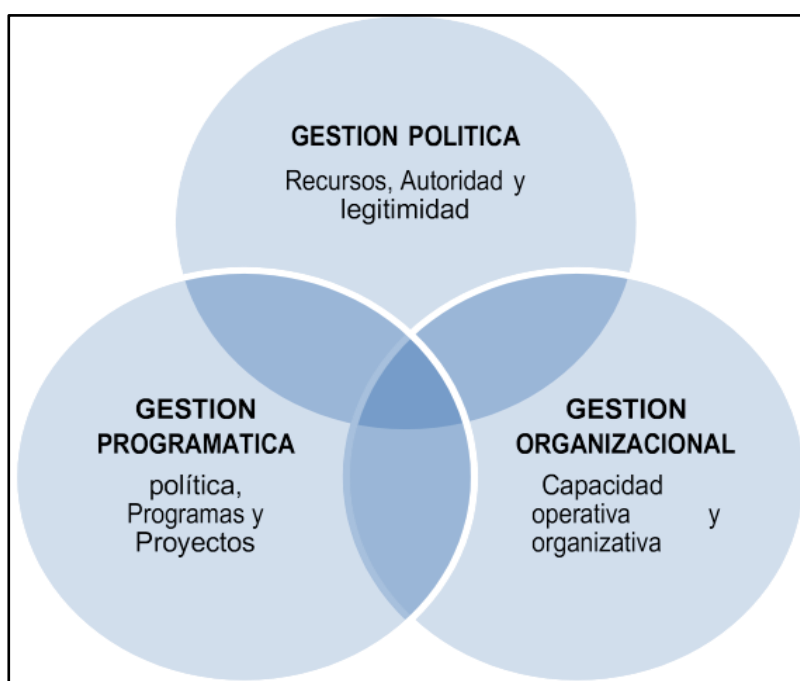 GESTION POLITICA
Recursos, Autoridad y
legitimidad
GESTION
PROGRAMATICA
política,
Programas y
Proyectos
GESTION
ORGANIZACIONAL
Capacidad
operativa y
organizativa